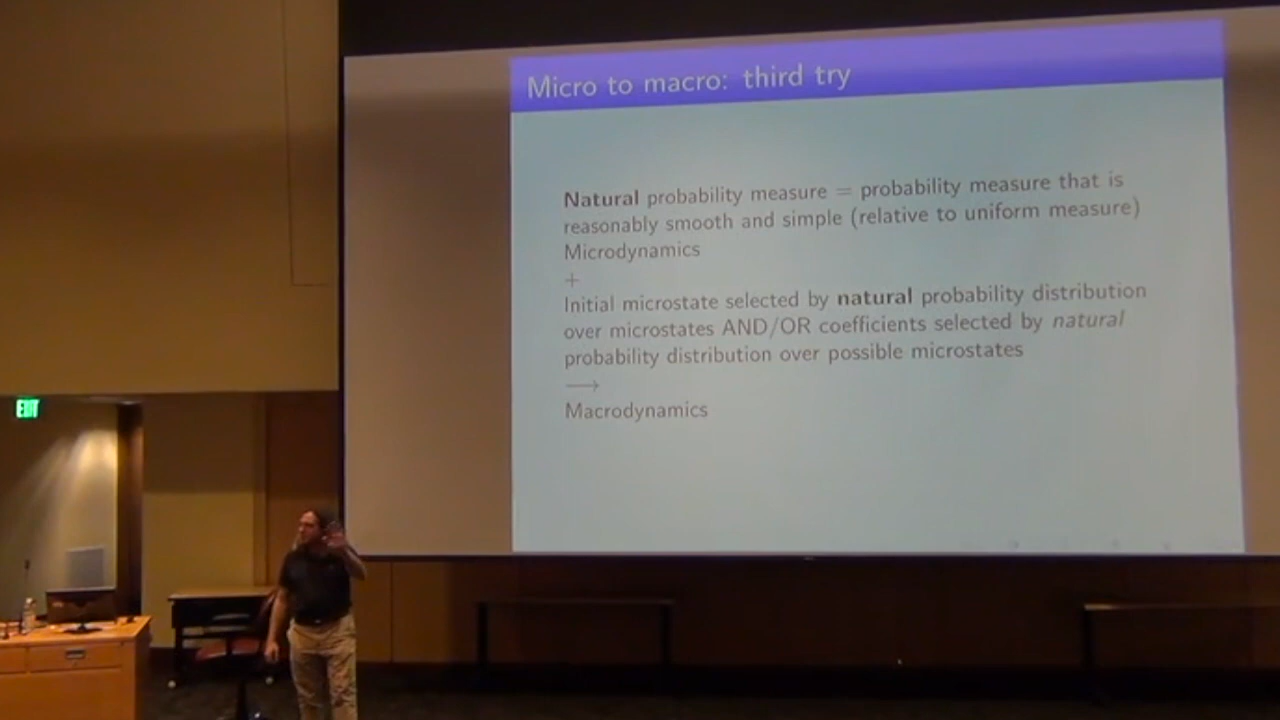 Micro to macro: third try
Natural probability measure = probability measure that is
reasonably smooth and simple (relative to uniform measure)
Microdynamics
+
Initial microstate selected by natural probability distribution
over microstates AND/OR coefficients selected by natural
probability distribution over possible microstates
⟶
Macrodynamics
EXIT